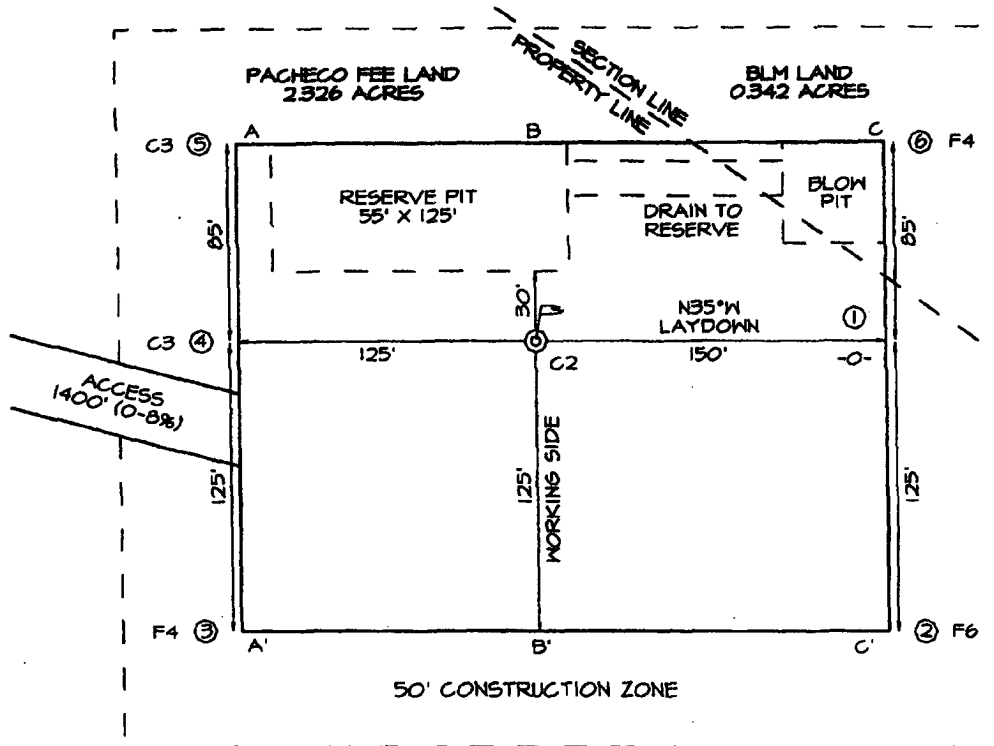 SECTION LINE
PROPERTY LINE
PACHECO FEE LAND
2.326 ACRES
BLM LAND
0.342 ACRES
A
B
C
C3 ⑤
⑥ F4
RESERVE PIT
55' X 125'
BLOW
PIT
DRAIN TO
RESERVE
85'
85'
30'
N35°W
LAYDOWN
①
C3 ④
125'
C2
150'
-0-
ACCESS
1400' (0-8%)
125'
125'
WORKING SIDE
125'
F4 ③
② F6
A'
B'
C'
50' CONSTRUCTION ZONE